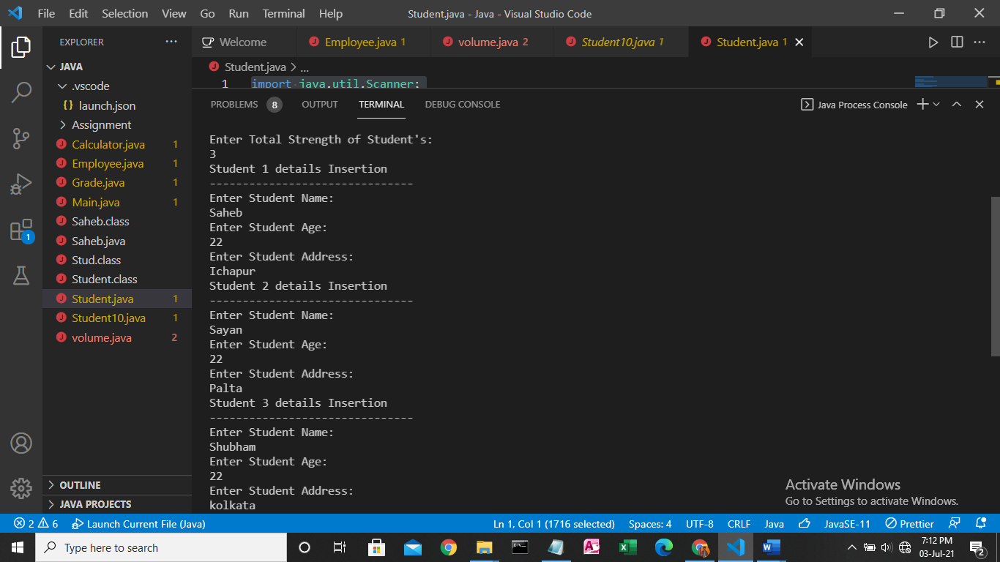 File Edit Selection View Go Run Terminal Help Student.java - Java - Visual Studio Code
EXPLORER ...
Welcome Employee.java 1 volume.java 2 Student10.java 1 Student.java 1
JAVA
.vscode
{} launch.json
Assignment
Calculator.java 1
Employee.java 1
Grade.java 1
Main.java 1
Saheb.class
Saheb.java
Stud.class
Student.class
Student.java 1
Student10.java 1
volume.java 2
OUTLINE
JAVA PROJECTS
1
Student.java > ...
1 import java.util.Scanner;
PROBLEMS 8 OUTPUT TERMINAL DEBUG CONSOLE Java Process Console
Enter Total Strength of Student's:
3
Student 1 details Insertion
-------------------------------
Enter Student Name:
Saheb
Enter Student Age:
22
Enter Student Address:
Ichapur
Student 2 details Insertion
-------------------------------
Enter Student Name:
Sayan
Enter Student Age:
22
Enter Student Address:
Palta
Student 3 details Insertion
-------------------------------
Enter Student Name:
Shubham
Enter Student Age:
22
Enter Student Address:
kolkata
Activate Windows
Go to Settings to activate Windows.
2 6 Launch Current File (Java) Ln 1, Col 1 (1716 selected) Spaces: 4 UTF-8 CRLF Java JavaSE-11 Prettier
Type here to search
7:12 PM
03-Jul-21
2